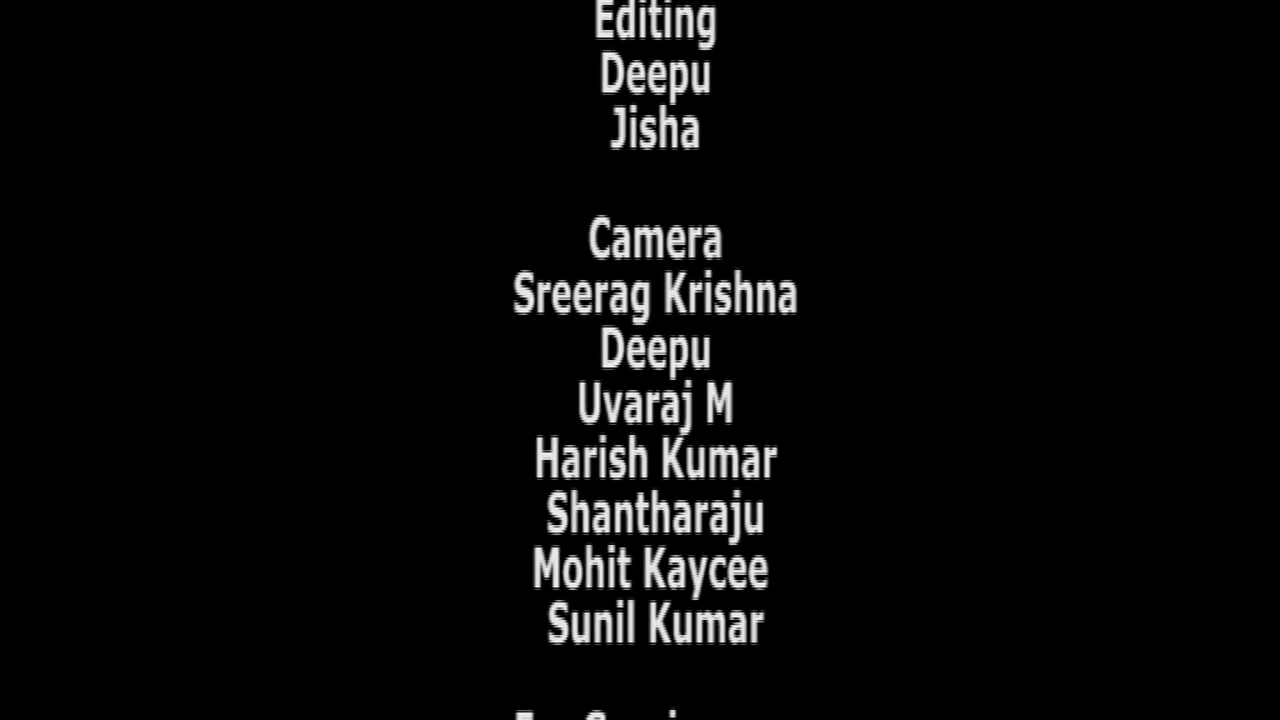 Editing
Deepu
Jisha
Camera
Sreerag Krishna
Deepu
Uvaraj M
Harish Kumar
Shantharaju
Mohit Kaycee
Sunil Kumar